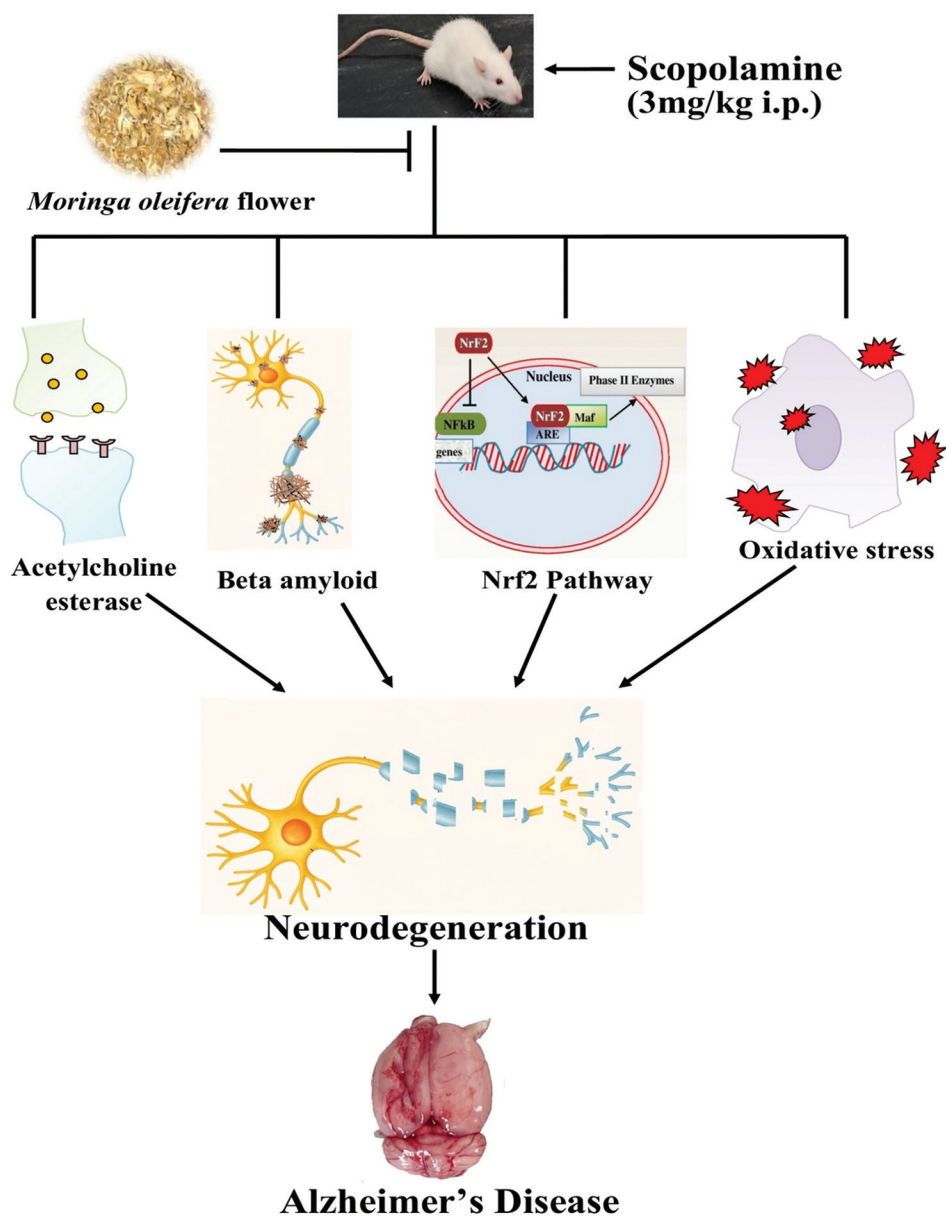 Scopolamine
(3mg/kg i.p.)
Moringa oleifera flower
NrF2
Nucleus
Phase II Enzymes
NFkB
NrF2
Maf
ARE
genes
Acetylcholine
esterase
Beta amyloid
Nrf2 Pathway
Oxidative stress
Neurodegeneration
Alzheimer’s Disease